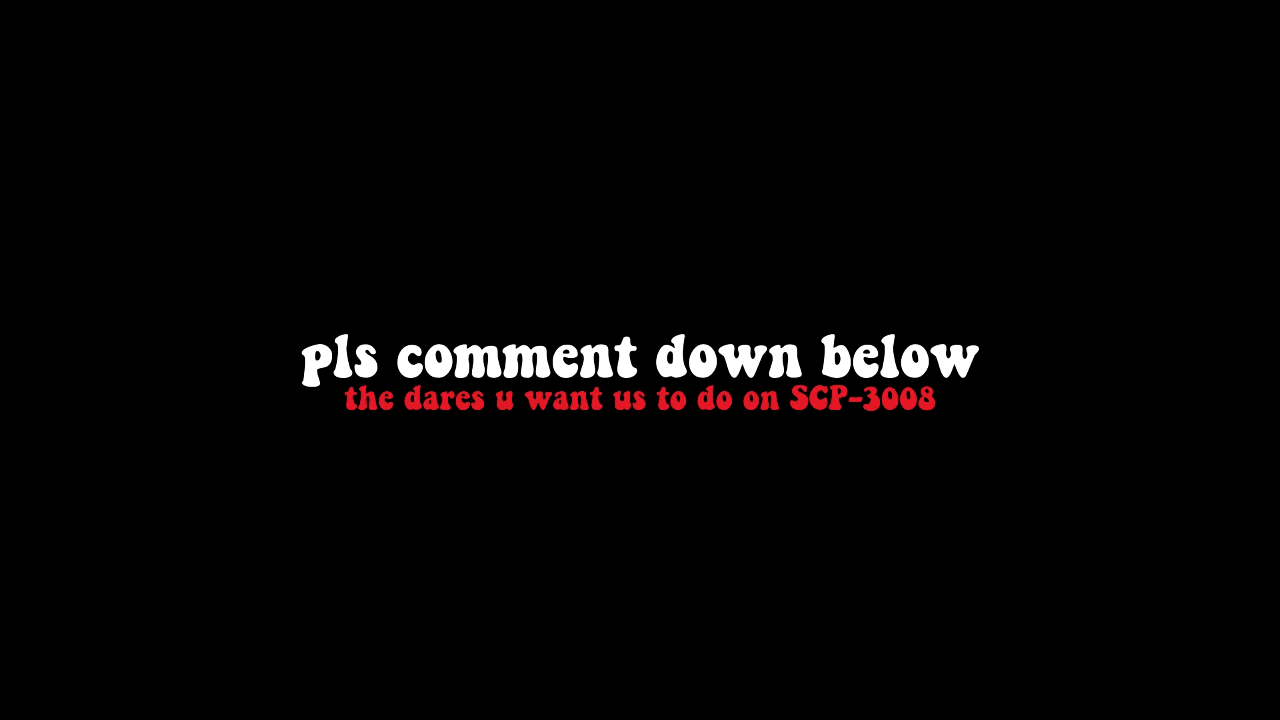 pls comment down below
the dares u want us to do on SCP-3008